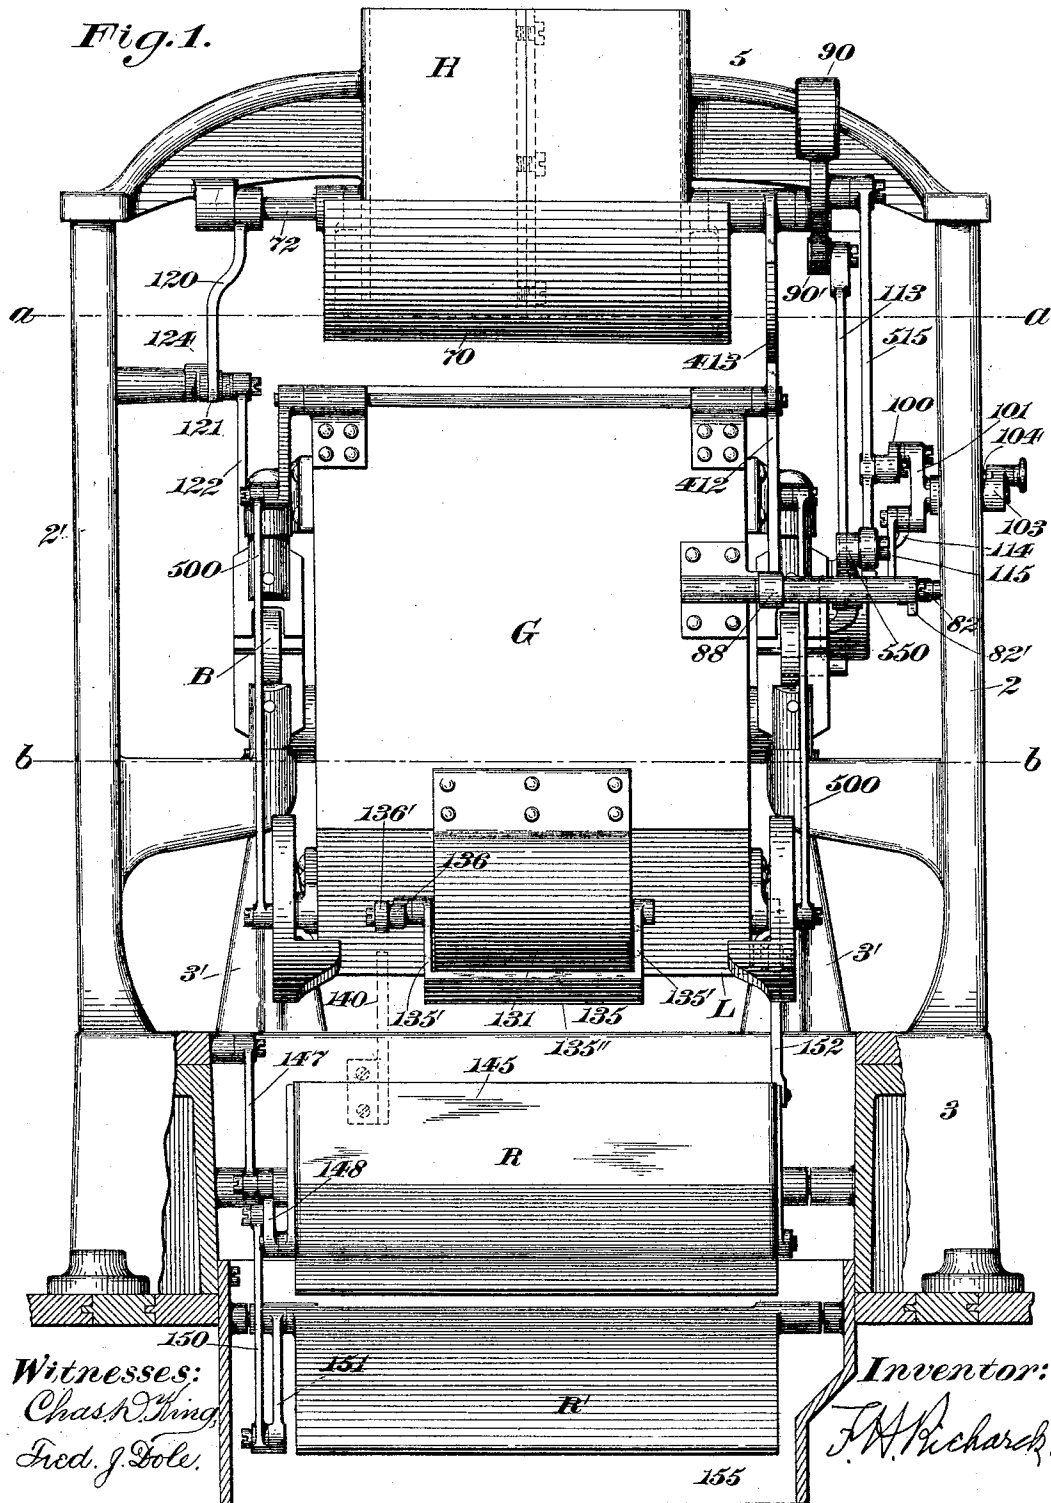 Fig. 1.
H
5
90
72
120
a
a
90'
113
124
70
413
515
121
100
101
104
122
412
2'
103
500
114
115
G
82
B
88
550
82'
2
b
b
500
136'
136
3'
3'
140
135'
131
135
135'
L
135"
152
147
145
3
R
148
150
151
R'
155
Witnesses:
Chas. D. King
Fred. J. Dole.
Inventor:
F. H. Richards.